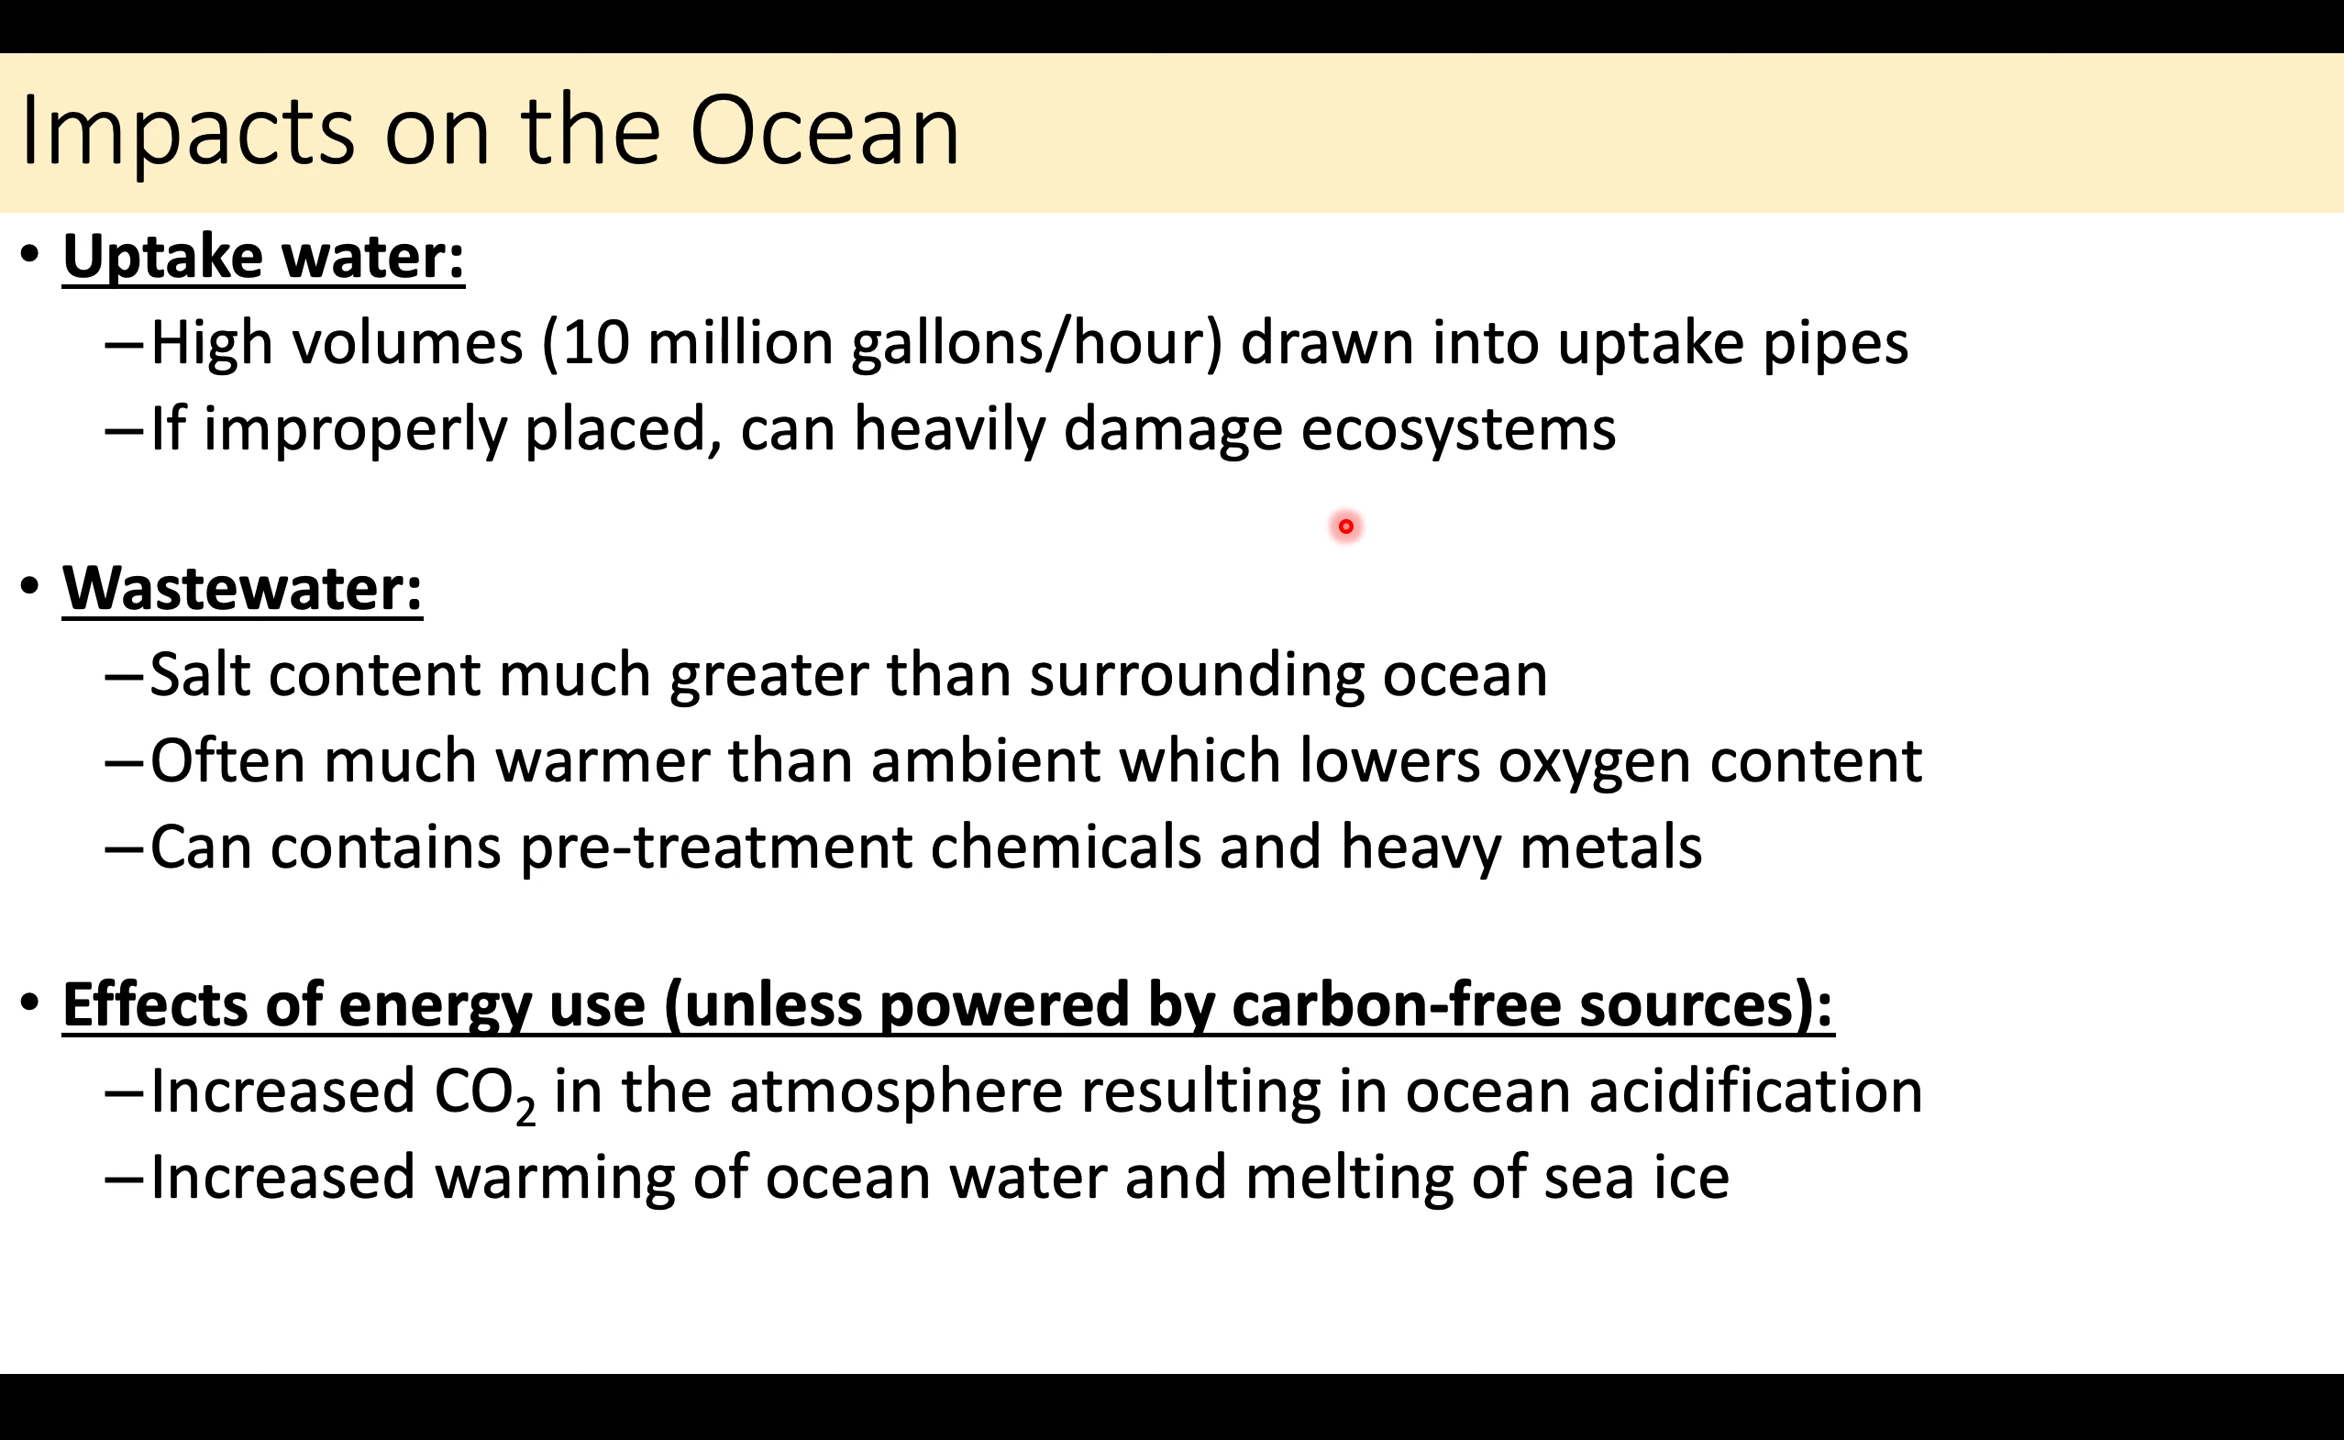 Impacts on the Ocean
• Uptake water:
–High volumes (10 million gallons/hour) drawn into uptake pipes
–If improperly placed, can heavily damage ecosystems
• Wastewater:
–Salt content much greater than surrounding ocean
–Often much warmer than ambient which lowers oxygen content
–Can contains pre-treatment chemicals and heavy metals
• Effects of energy use (unless powered by carbon-free sources):
–Increased CO₂ in the atmosphere resulting in ocean acidification
–Increased warming of ocean water and melting of sea ice